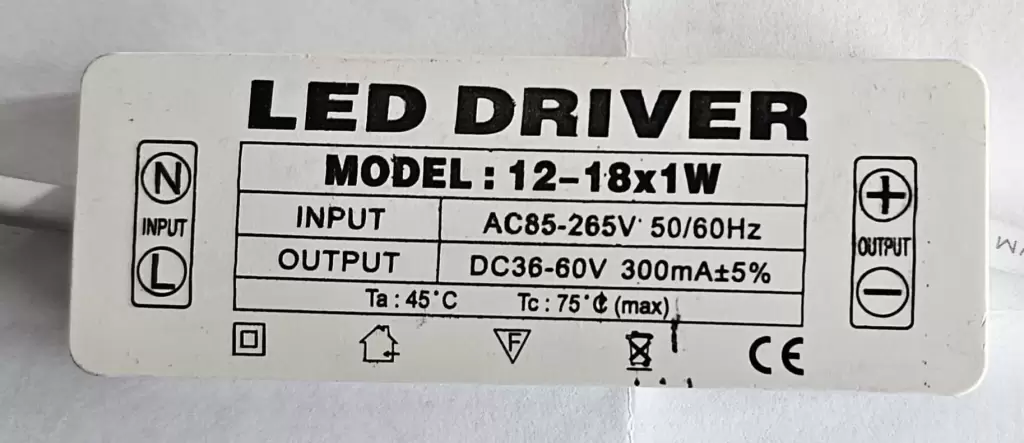 LED DRIVER
MODEL : 12-18x1W
INPUT AC85-265V 50/60Hz
OUTPUT DC36-60V 300mA±5%
Ta : 45°C Tc : 75°C (max)
N
INPUT
L
+
OUTPUT
−
F
CE